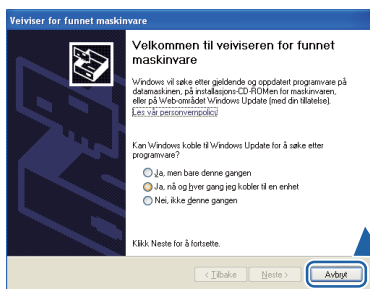 Veiviser for funnet maskinvare
Velkommen til veiviseren for funnet
maskinvare
Windows vil søke etter gjeldende og oppdatert programvare på
datamaskinen, på installasjons-CD-ROMen for maskinvaren,
eller på Web-området Windows Update (med din tillatelse).
Les vår personvernpolicy
Kan Windows koble til Windows Update for å søke etter
programvare?
Ja, men bare denne gangen
Ja, nå og hver gang jeg kobler til en enhet
Nei, ikke denne gangen
Klikk Neste for å fortsette.
< Tilbake Neste > Avbryt